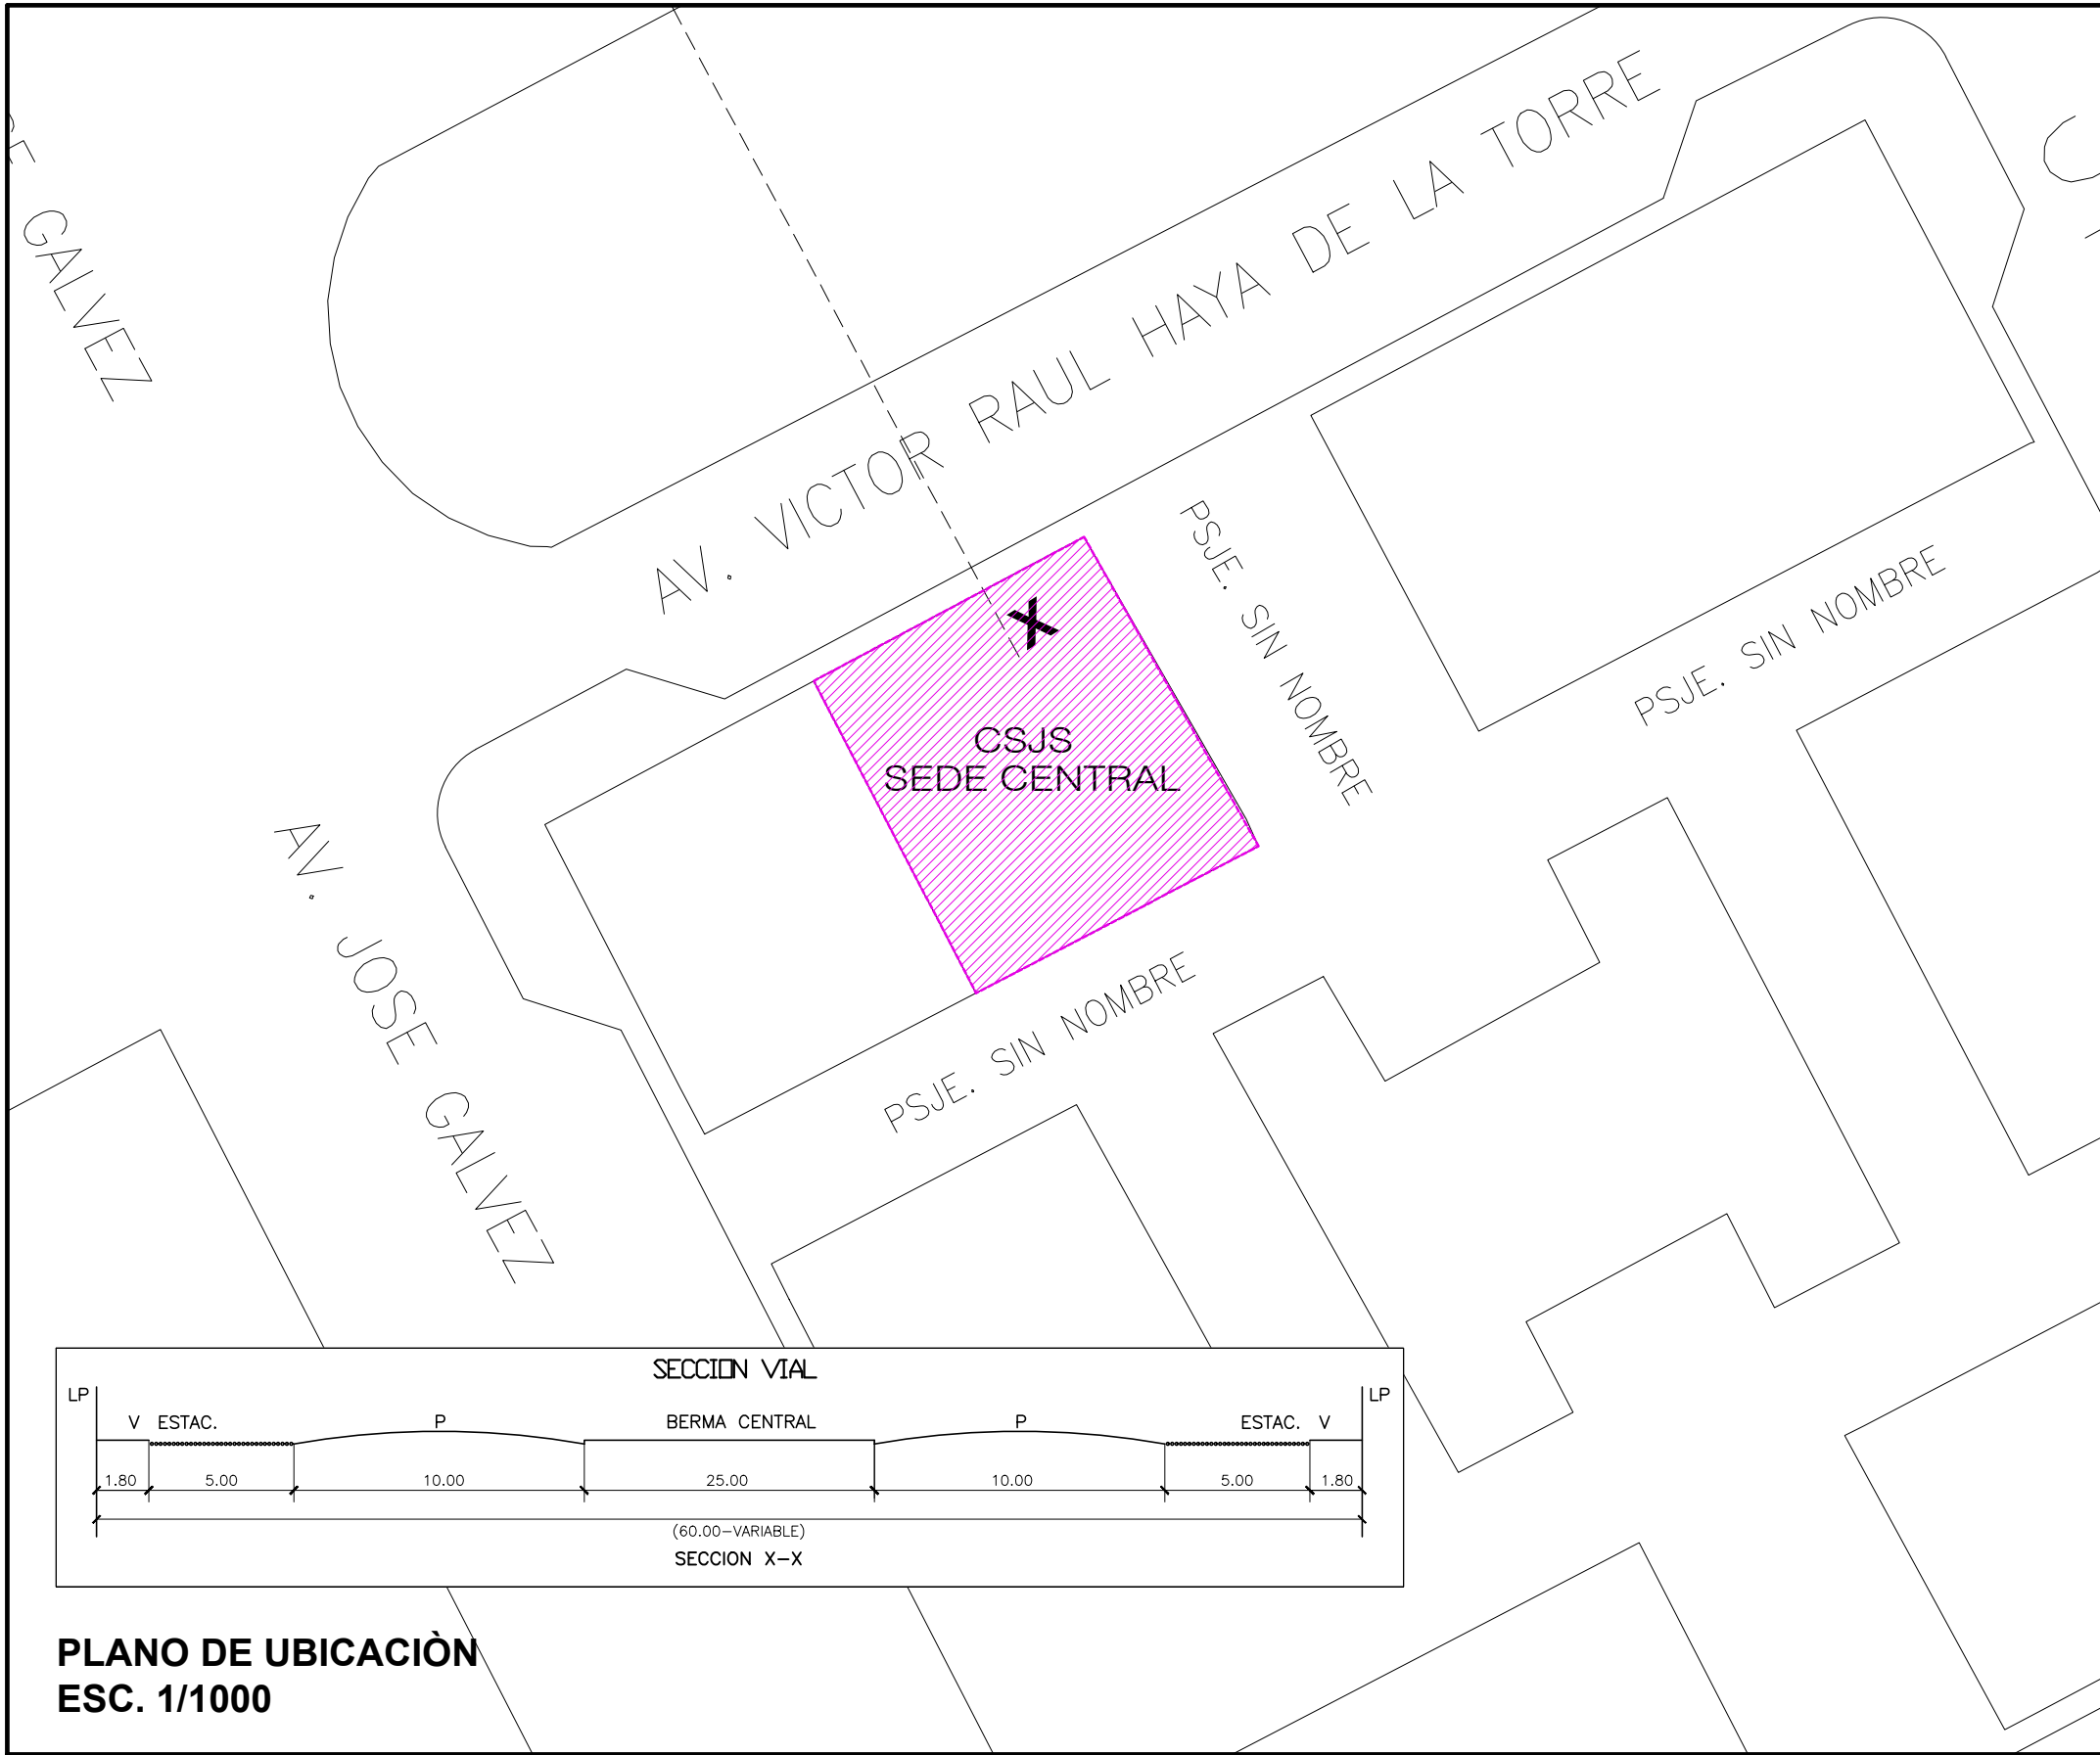 GALVEZ
AV. VICTOR RAUL HAYA DE LA TORRE
X
PSJE. SIN NOMBRE
PSJE. SIN NOMBRE
CSJS
SEDE CENTRAL
AV. JOSE GALVEZ
PSJE. SIN NOMBRE
SECCION VIAL
LP
LP
V ESTAC. P BERMA CENTRAL P ESTAC. V
1.80 5.00 10.00 25.00 10.00 5.00 1.80
(60.00-VARIABLE)
SECCION X-X
PLANO DE UBICACIÒN
ESC. 1/1000